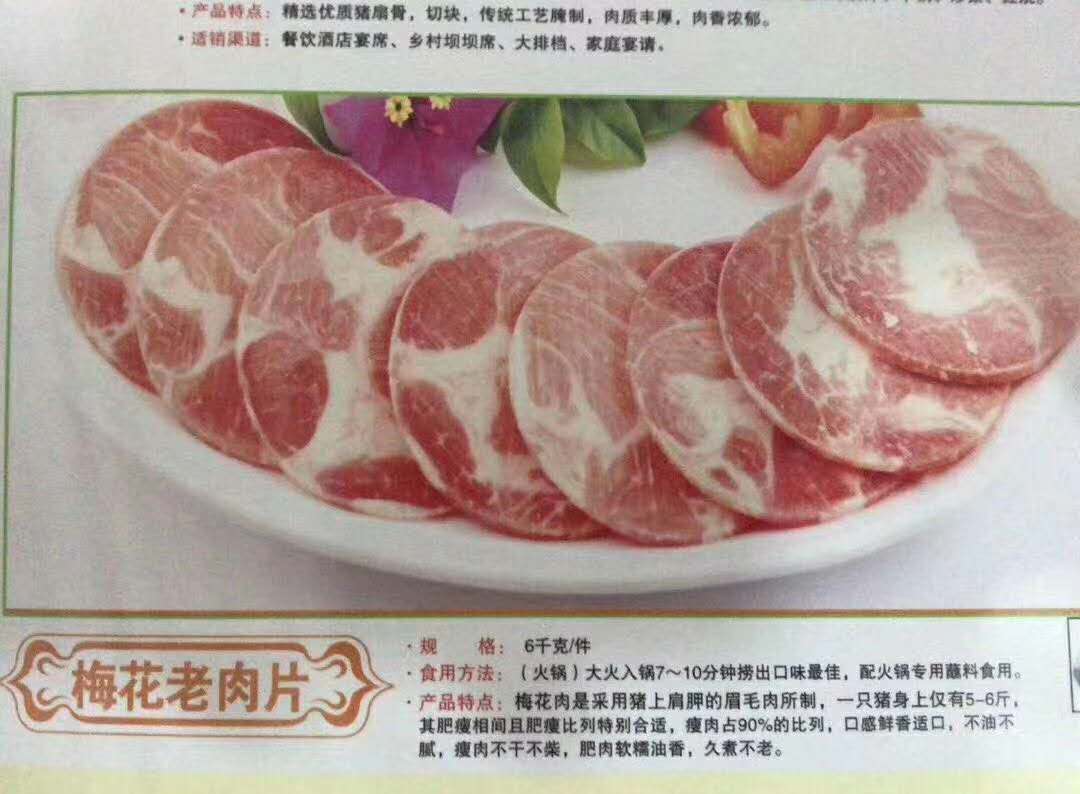 ·产品特点：精选优质猪扇骨，切块，传统工艺腌制，肉质丰厚，肉香浓郁。
·适销渠道：餐饮酒店宴席、乡村坝坝席、大排档、家庭宴请。
梅花老肉片
·规 格：6千克/件
·食用方法：（火锅）大火入锅7～10分钟捞出口味最佳，配火锅专用蘸料食用。
·产品特点：梅花肉是采用猪上肩胛的眉毛肉所制，一只猪身上仅有5-6斤，
其肥瘦相间且肥瘦比列特别合适，瘦肉占90%的比列，口感鲜香适口，不油不
腻，瘦肉不干不柴，肥肉软糯油香，久煮不老。